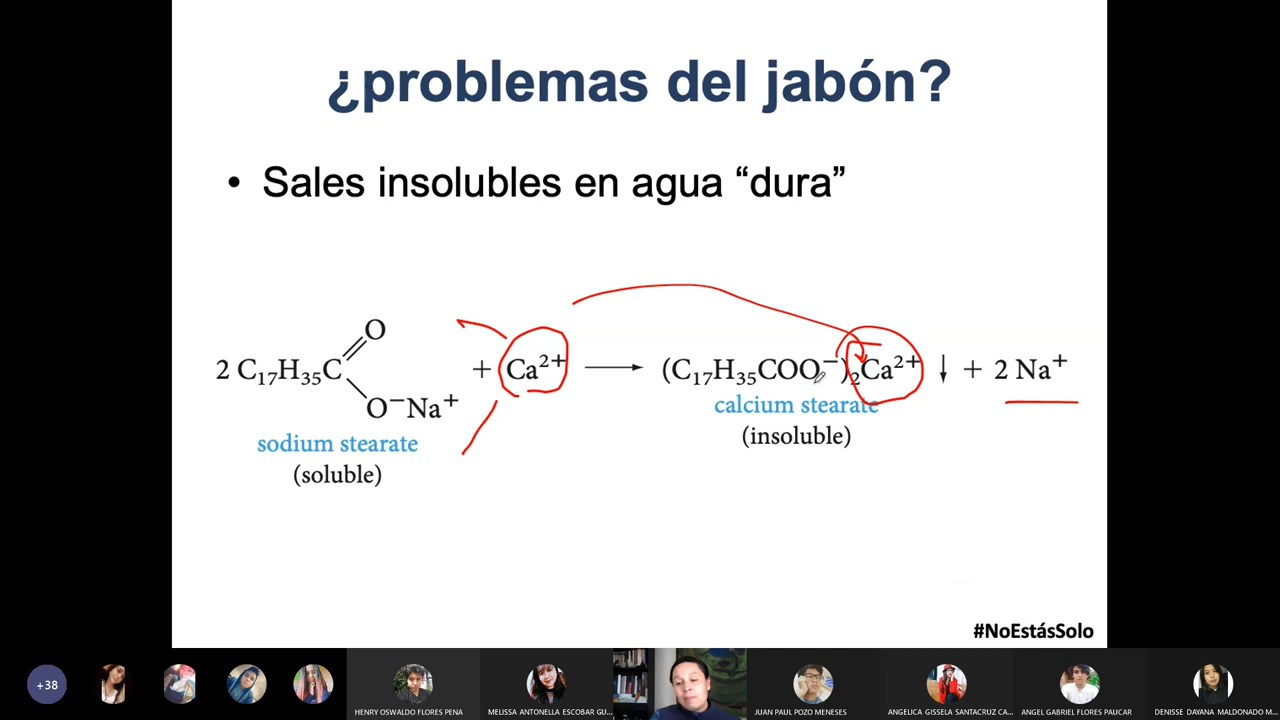 ¿problemas del jabón?
• Sales insolubles en agua “dura”
2 C₁₇H₃₅C
O
O⁻Na⁺
+ Ca²⁺ ⟶ (C₁₇H₃₅COO⁻)₂Ca²⁺ ↓ + 2 Na⁺
sodium stearate
(soluble)
calcium stearate
(insoluble)
#NoEstásSolo
+38
HENRY OSWALDO FLORES PENA
MELISSA ANTONELLA ESCOBAR GU...
JUAN PAUL POZO MENESES
ANGELICA GISSELA SANTACRUZ CA...
ANGEL GABRIEL FLORES PAUCAR
DENISSE DAYANA MALDONADO M...